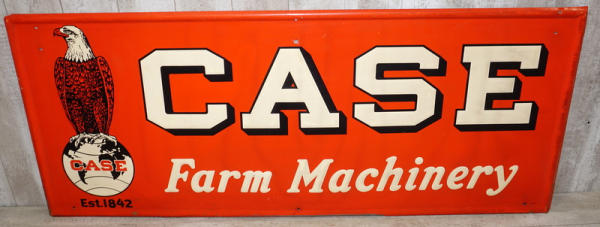 CASE
Farm Machinery
CASE
Est.1842